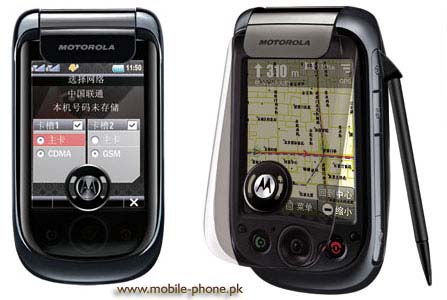 MOTOROLA
11:50
选择网络
中国联通
本机号码未存储
卡槽1 卡槽2
主卡 主卡
CDMA GSM
MOTOROLA
310 m
中心
菜单 缩小
www.mobile-phone.pk